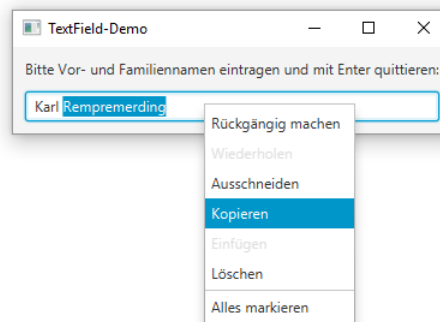 TextField-Demo
Bitte Vor- und Familiennamen eintragen und mit Enter quittieren:
Karl Rempremerding
Rückgängig machen
Wiederholen
Ausschneiden
Kopieren
Einfügen
Löschen
Alles markieren